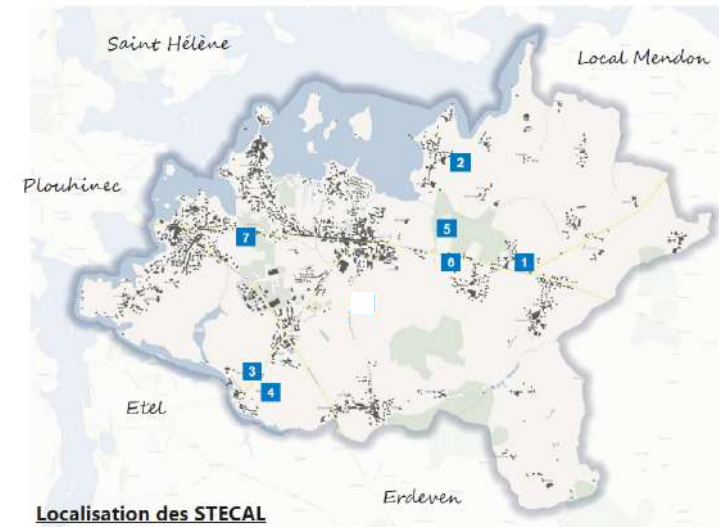 Saint Hélène
Local Mendon
Plouhinec
2
5
7
6
1
3
4
Etel
Erdeven
Localisation des STECAL